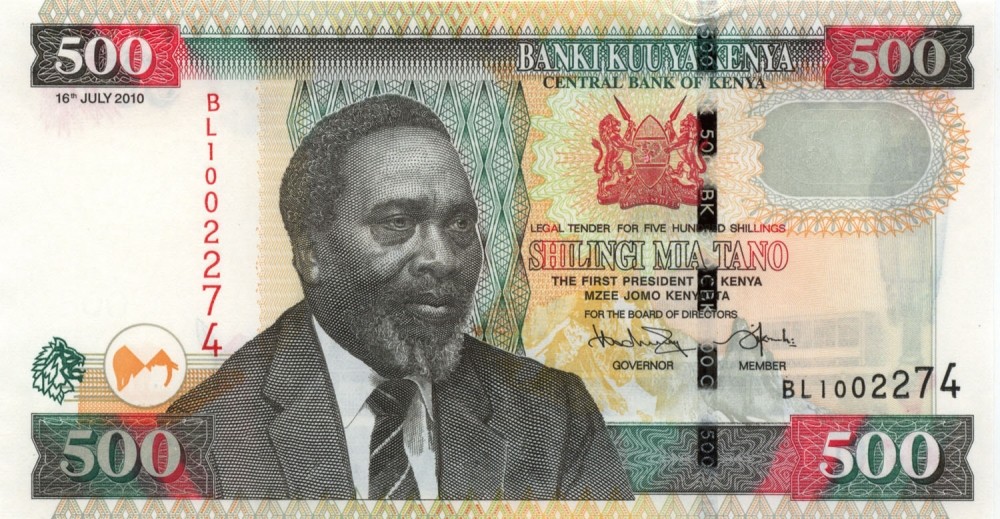 500
BANKI KUU YA KENYA
500
CENTRAL BANK OF KENYA
16th JULY 2010
BL1002274
LEGAL TENDER FOR FIVE HUNDRED SHILLINGS
SHILINGI MIA TANO
THE FIRST PRESIDENT OF KENYA
MZEE JOMO KENYATTA
FOR THE BOARD OF DIRECTORS
GOVERNOR MEMBER
BL1002274
500
500
500